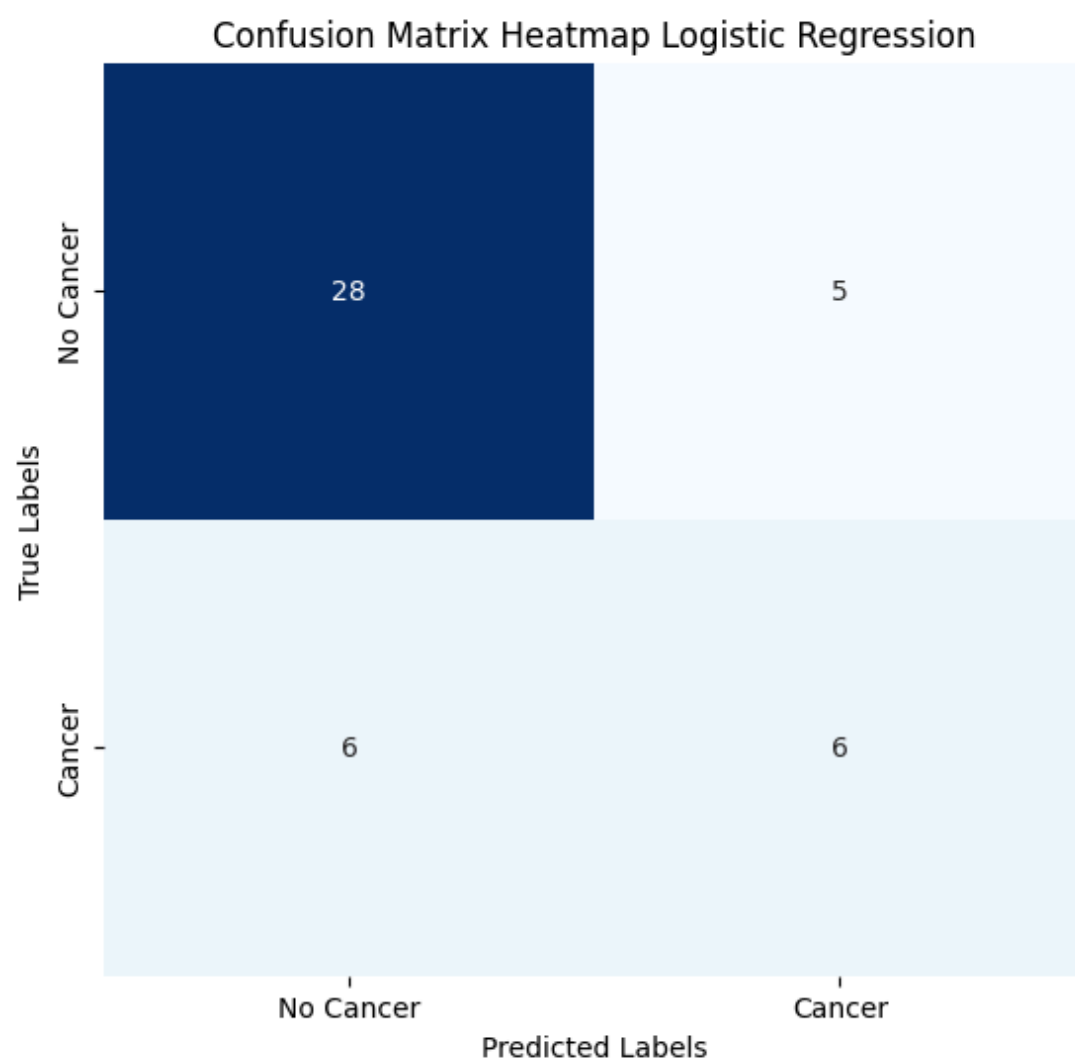 Confusion Matrix Heatmap Logistic Regression
True Labels
No Cancer
28
5
Cancer
6
6
No Cancer
Cancer
Predicted Labels